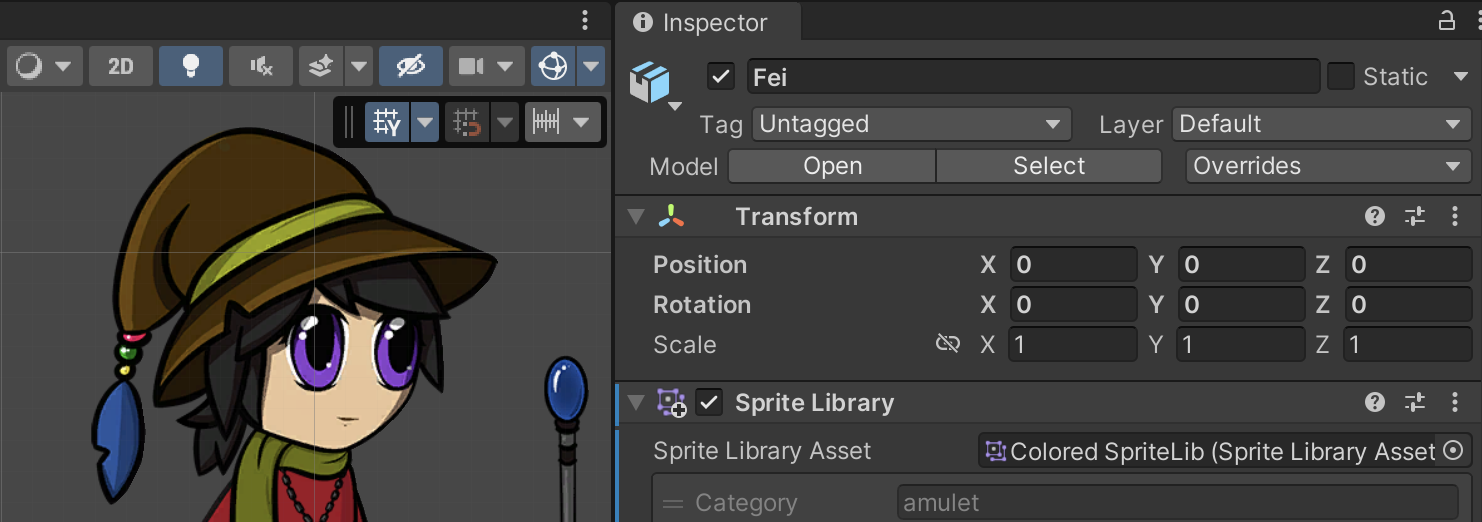 Inspector
2D
Fei
Static
Tag Untagged Layer Default
Model Open Select Overrides
Transform
Position X 0 Y 0 Z 0
Rotation X 0 Y 0 Z 0
Scale X 1 Y 1 Z 1
Sprite Library
Sprite Library Asset Colored SpriteLib (Sprite Library Asset
Category amulet